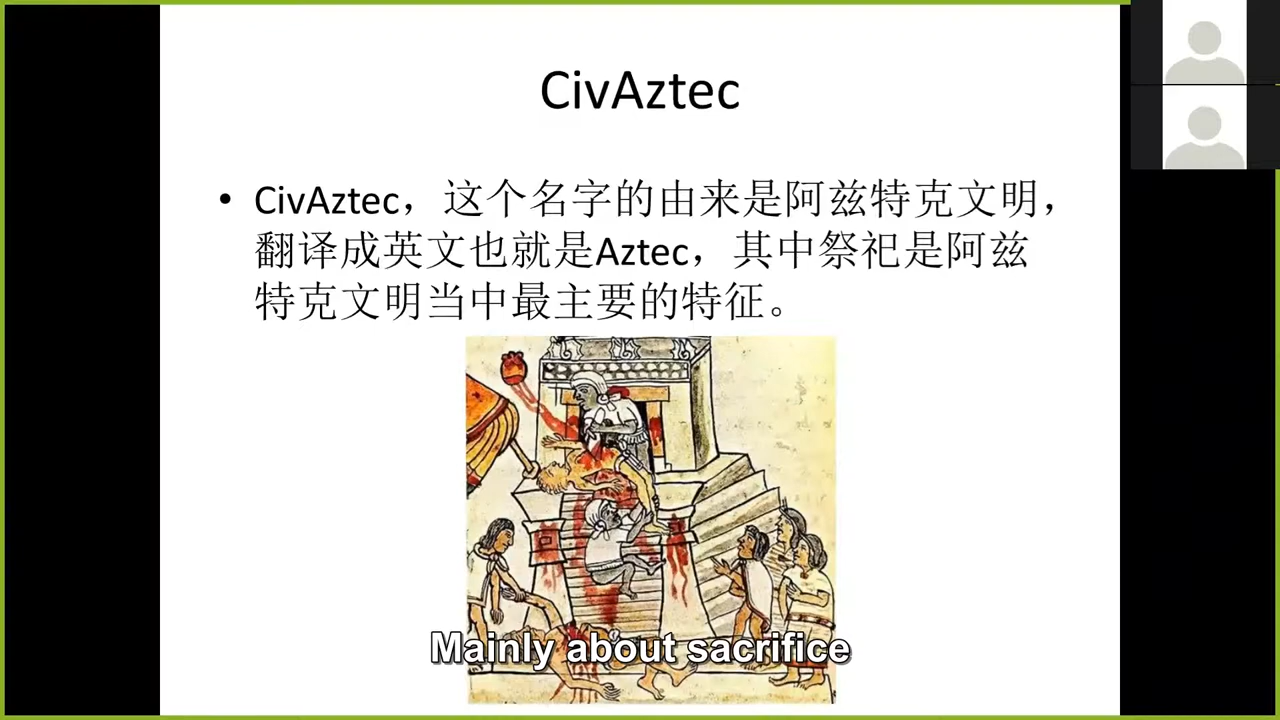 CivAztec
• CivAztec，这个名字的由来是阿兹特克文明，
翻译成英文也就是Aztec，其中祭祀是阿兹
特克文明当中最主要的特征。
Mainly about sacrifice